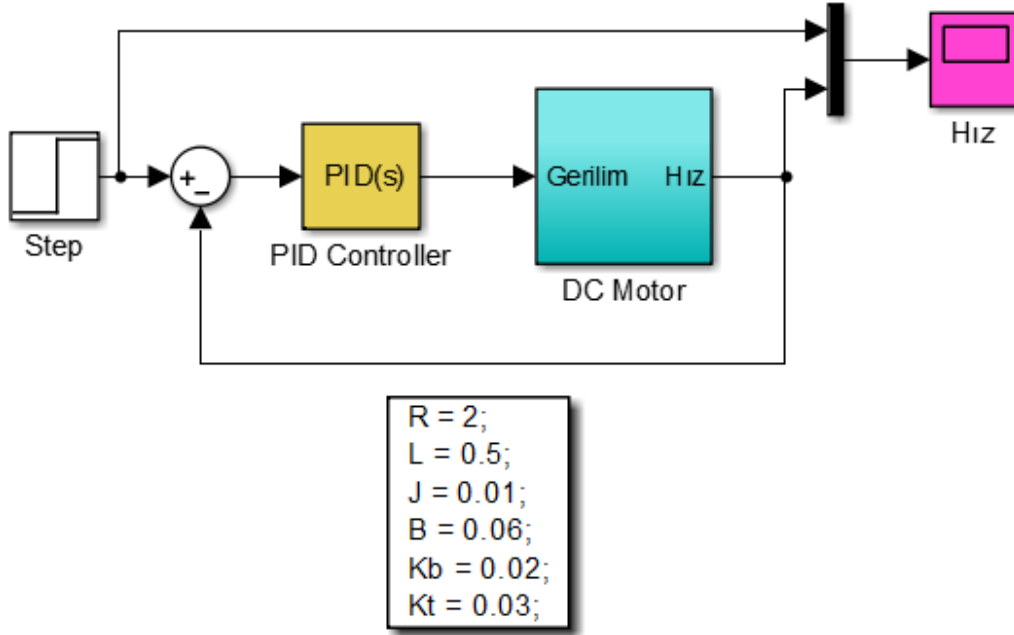 Hız
Step
+
−
PID(s)
PID Controller
Gerilim Hız
DC Motor
R = 2;
L = 0.5;
J = 0.01;
B = 0.06;
Kb = 0.02;
Kt = 0.03;